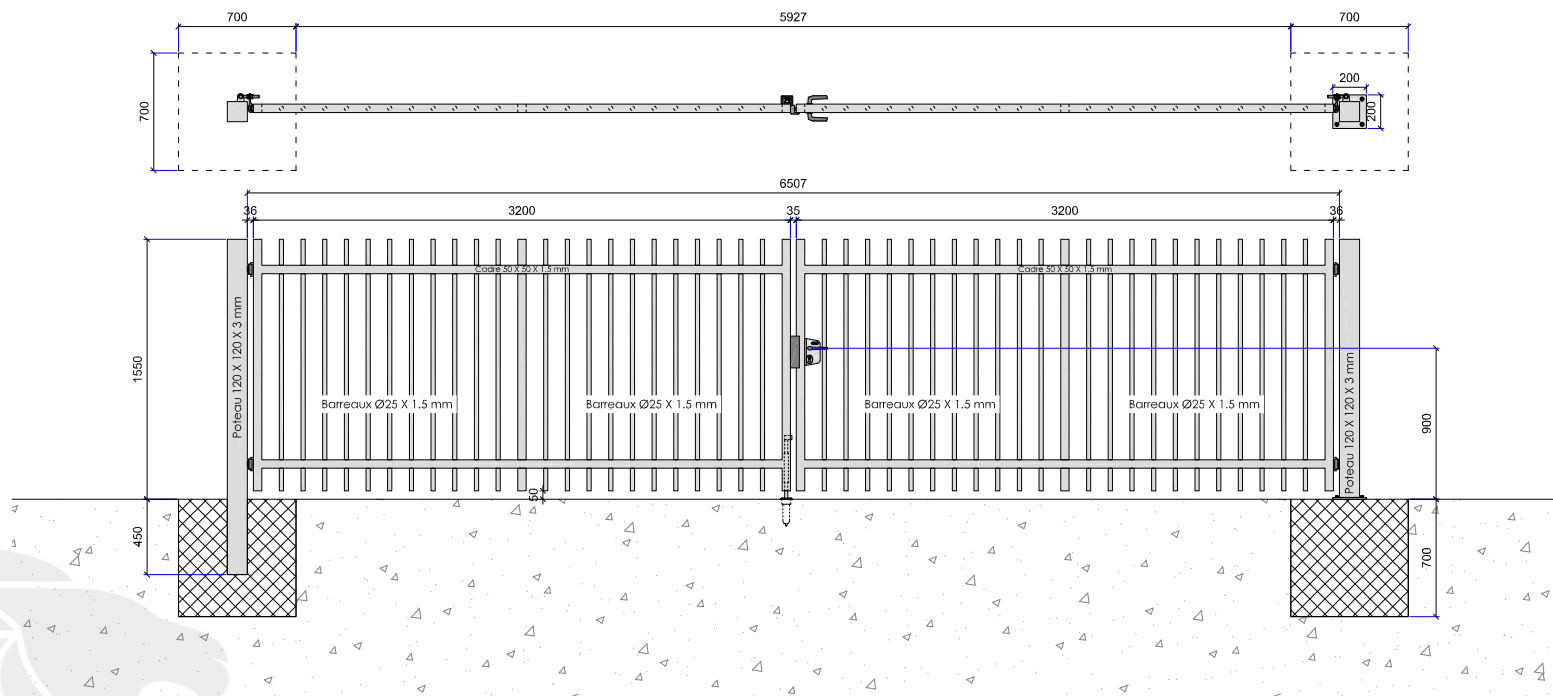 700
5927
700
700
200
200
6507
36
3200
35
3200
36
Cadre 50 X 50 X 1.5 mm
Cadre 50 X 50 X 1.5 mm
1550
Poteau 120 X 120 X 3 mm
Barreaux Ø25 X 1.5 mm
Barreaux Ø25 X 1.5 mm
Barreaux Ø25 X 1.5 mm
Barreaux Ø25 X 1.5 mm
Poteau 120 X 120 X 3 mm
900
50
450
700